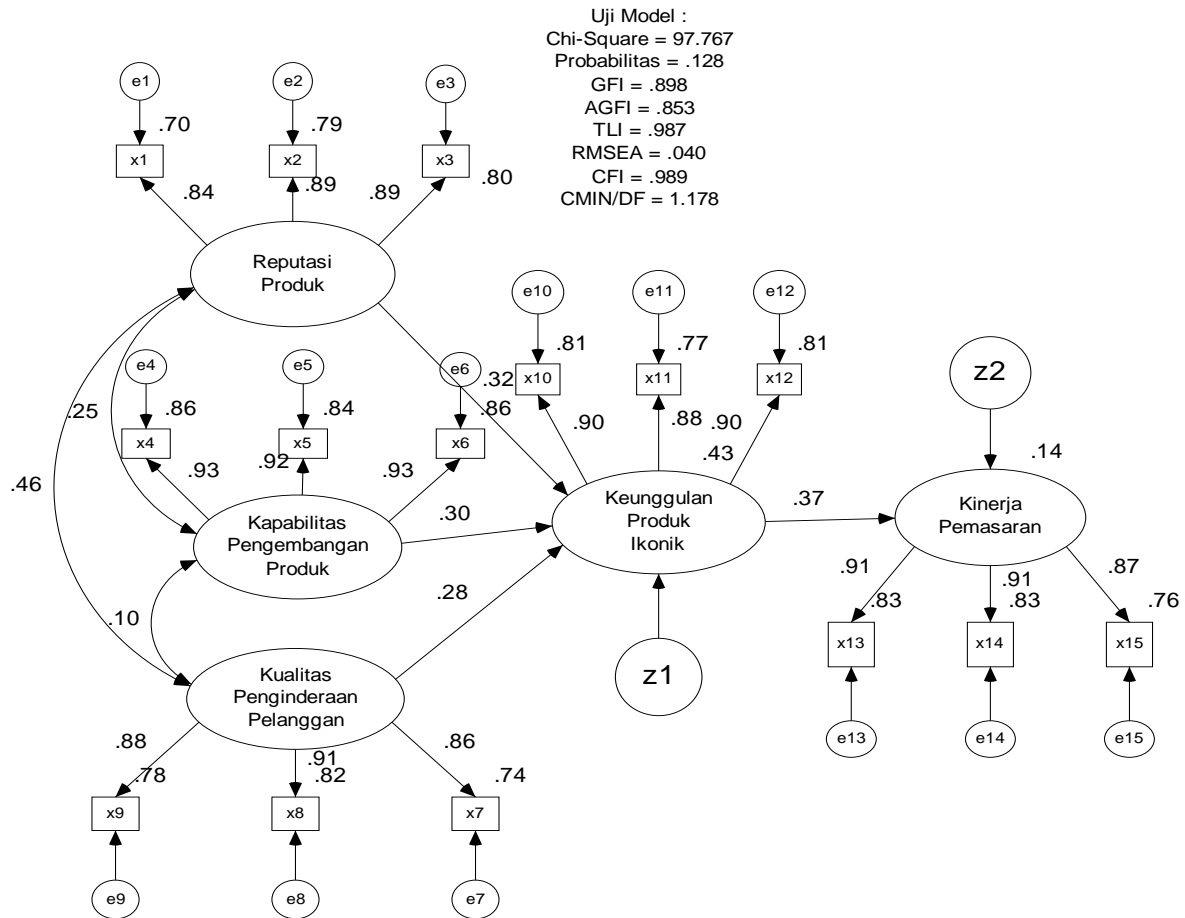 Uji Model :
Chi-Square = 97.767
Probabilitas = .128
GFI = .898
AGFI = .853
TLI = .987
RMSEA = .040
CFI = .989
CMIN/DF = 1.178
e1
e2
e3
.70
.79
.80
x1
x2
x3
.84
.89
.89
Reputasi
Produk
e4
e5
e6
.86
.84
.86
x4
x5
x6
.93
.92
.93
Kapabilitas
Pengembangan
Produk
.25
.46
.10
.32
.30
.28
e10
e11
e12
.81
.77
.81
x10
x11
x12
.90
.88
.90
.43
Keunggulan
Produk
Ikonik
z1
.37
z2
.14
Kinerja
Pemasaran
.91
.91
.87
.83
.83
.76
x13
x14
x15
e13
e14
e15
Kualitas
Penginderaan
Pelanggan
.88
.91
.86
.78
.82
.74
x9
x8
x7
e9
e8
e7